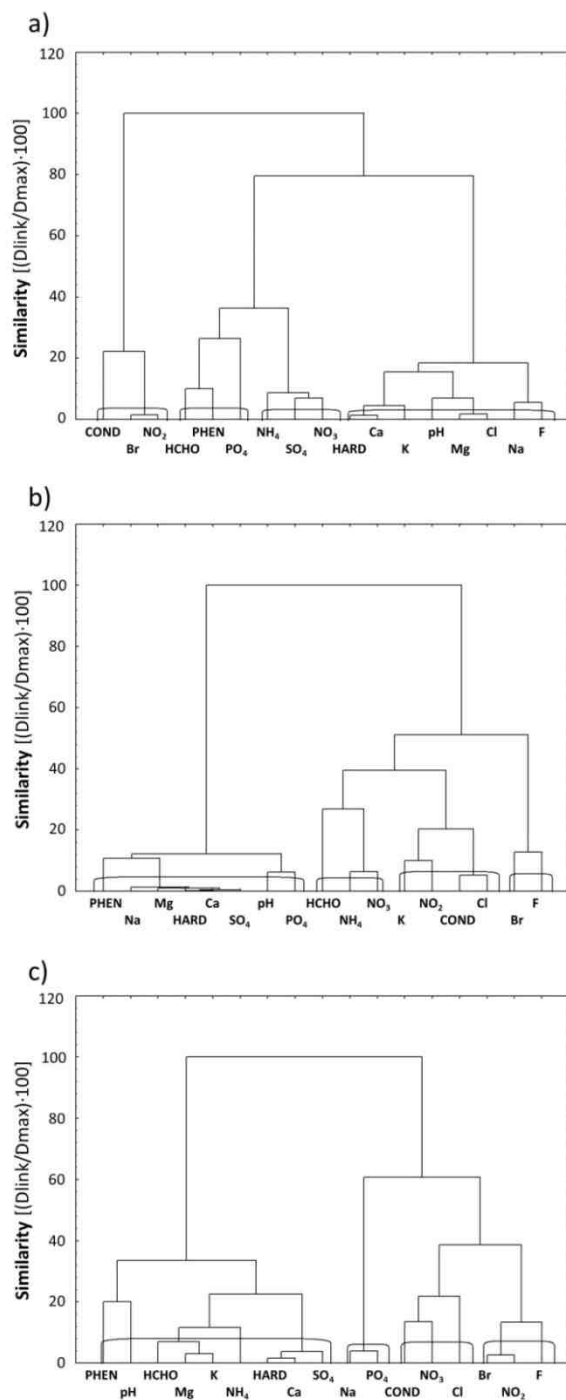 a)
Similarity [(Dlink/Dmax)·100]
120
100
80
60
40
20
0
COND NO₂ PHEN NH₄ NO₃ Ca pH Cl F
Br HCHO PO₄ SO₄ HARD K Mg Na
b)
Similarity [(Dlink/Dmax)·100]
120
100
80
60
40
20
0
PHEN Mg Ca pH HCHO NO₃ NO₂ Cl F
Na HARD SO₄ PO₄ NH₄ K COND Br
c)
Similarity [(Dlink/Dmax)·100]
120
100
80
60
40
20
0
PHEN HCHO K HARD SO₄ PO₄ NO₃ Br F
pH Mg NH₄ Ca Na COND Cl NO₂